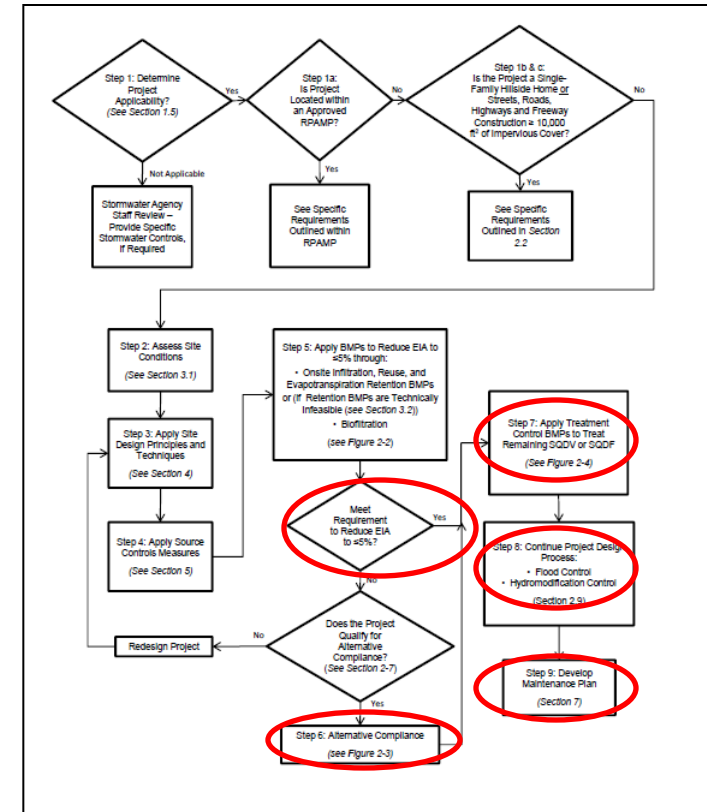 Step 1: Determine
Project
Applicability?
(See Section 1.5)
Yes
Step 1a:
Is Project
Located within
an Approved
RPAMP?
No
Step 1b & c:
Is the Project a Single-
Family Hillside Home or
Streets, Roads,
Highways and Freeway
Construction ≥ 10,000
ft² of Impervious Cover?
No
Not Applicable
Yes
Yes
Stormwater Agency
Staff Review –
Provide Specific
Stormwater Controls,
If Required
See Specific
Requirements
Outlined within
RPAMP
See Specific
Requirements
Outlined in Section
2.2
Step 2: Assess Site
Conditions
(See Section 3.1)
Step 3: Apply Site
Design Principles and
Techniques
(See Section 4)
Step 4: Apply Source
Controls Measures
(See Section 5)
Step 5: Apply BMPs to Reduce EIA to
≤5% through:
• Onsite Infiltration, Reuse, and
Evapotranspiration Retention BMPs
or (If Retention BMPs are Technically
Infeasible (see Section 3.2))
• Biofiltration
(see Figure 2-2)
Meet
Requirement
to Reduce EIA
to ≤5%?
Yes
No
Does the Project
Qualify for
Alternative
Compliance?
(See Section 2-7)
No
Redesign Project
Yes
Step 6: Alternative Compliance
(see Figure 2-3)
Step 7: Apply Treatment
Control BMPs to Treat
Remaining SQDV or SQDF
(See Figure 2-4)
Step 8: Continue Project Design
Process:
• Flood Control
• Hydromodification Control
(Section 2.9)
Step 9: Develop
Maintenance Plan
(Section 7)